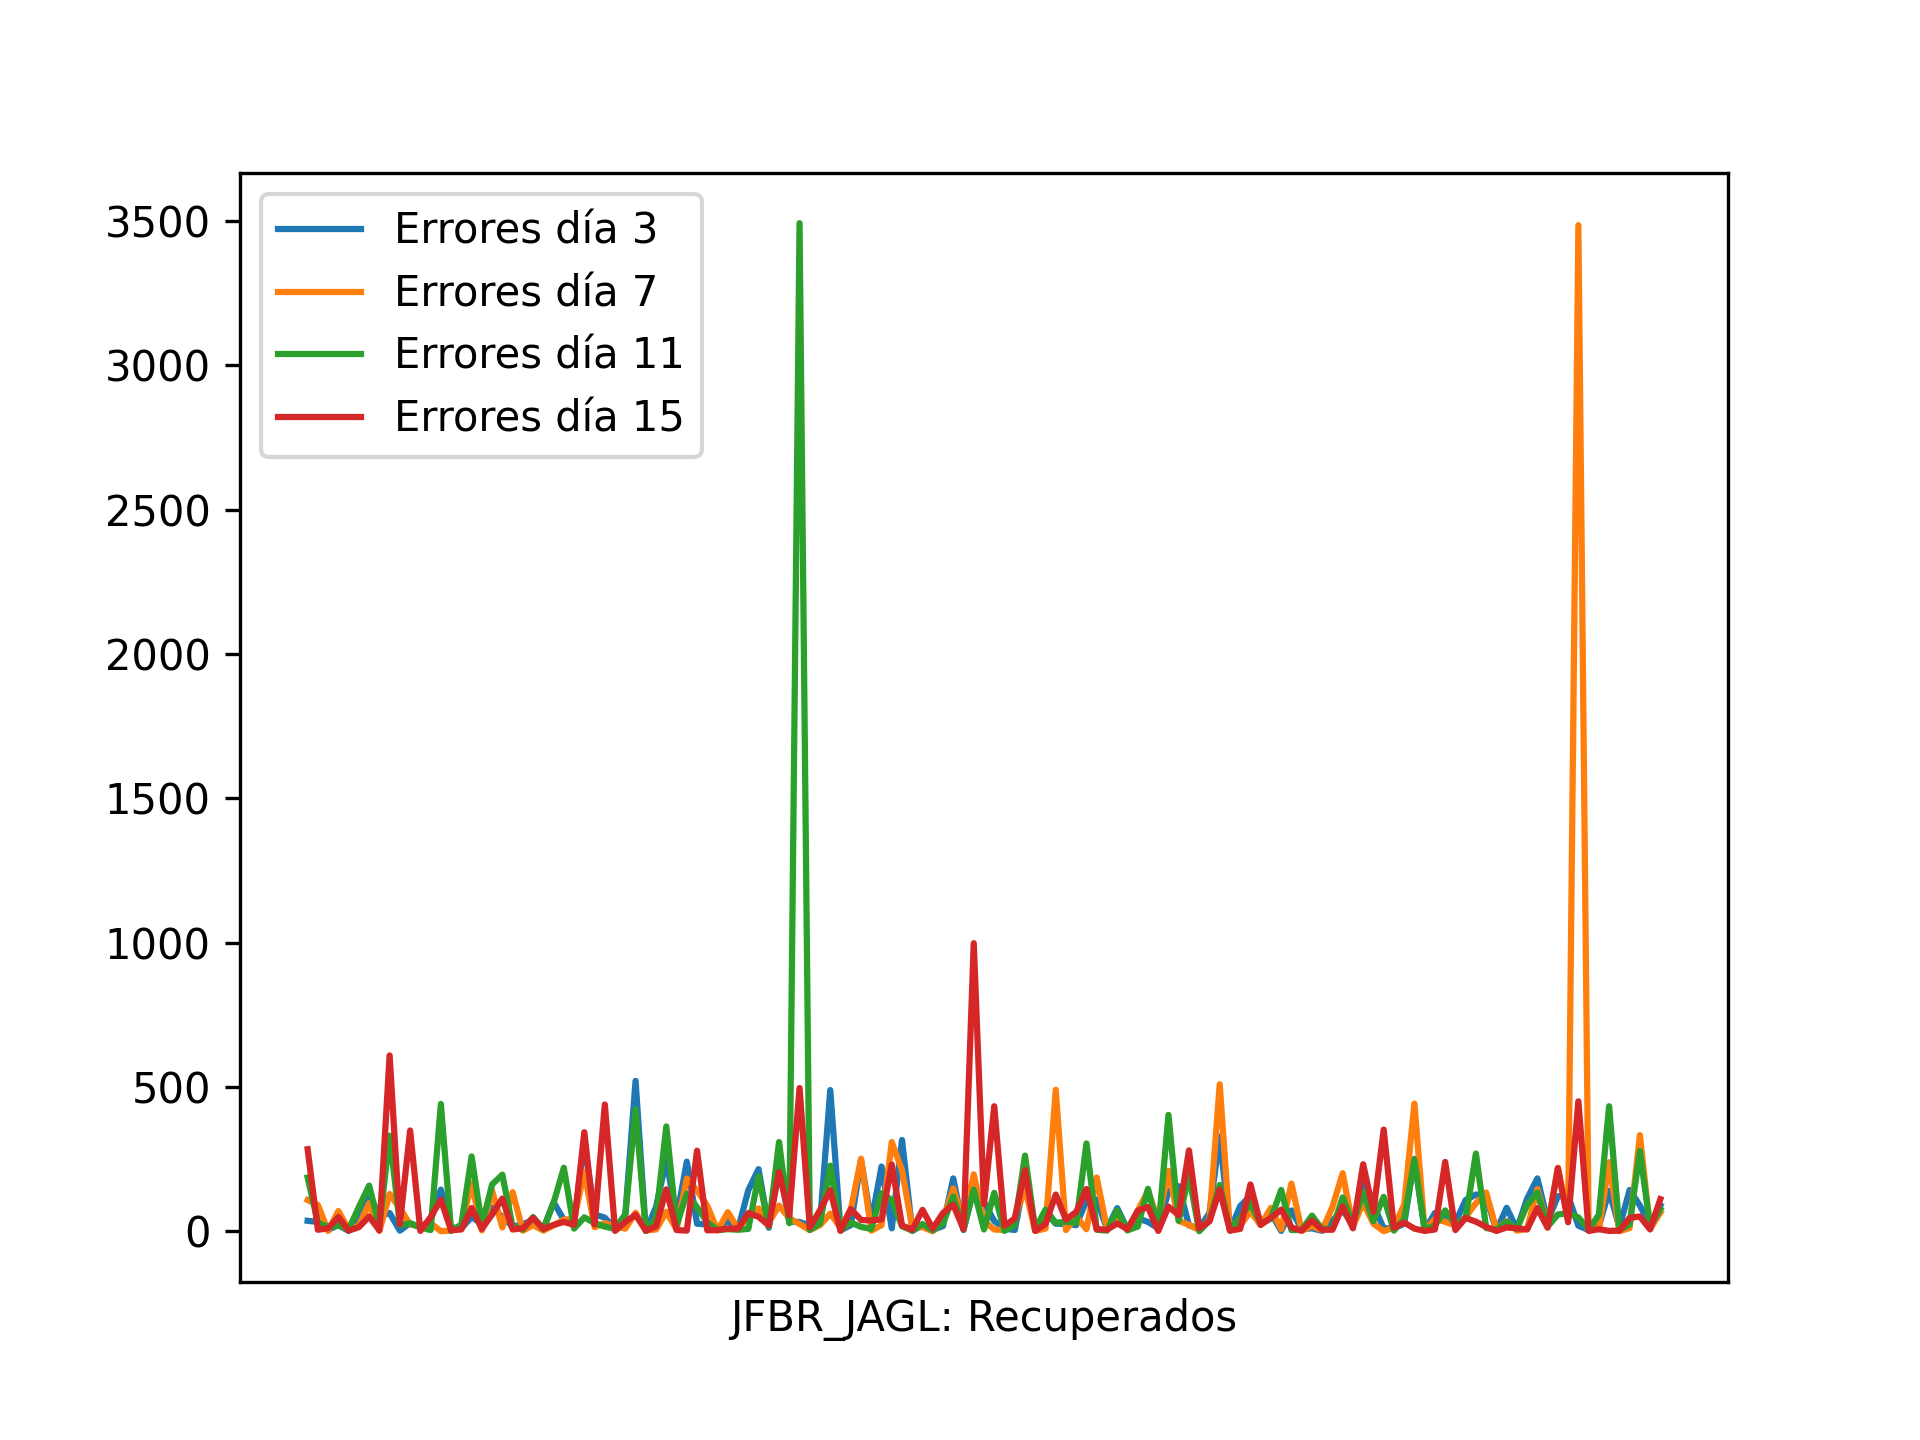 Errores día 3
Errores día 7
Errores día 11
Errores día 15
3500
3000
2500
2000
1500
1000
500
0
JFBR_JAGL: Recuperados